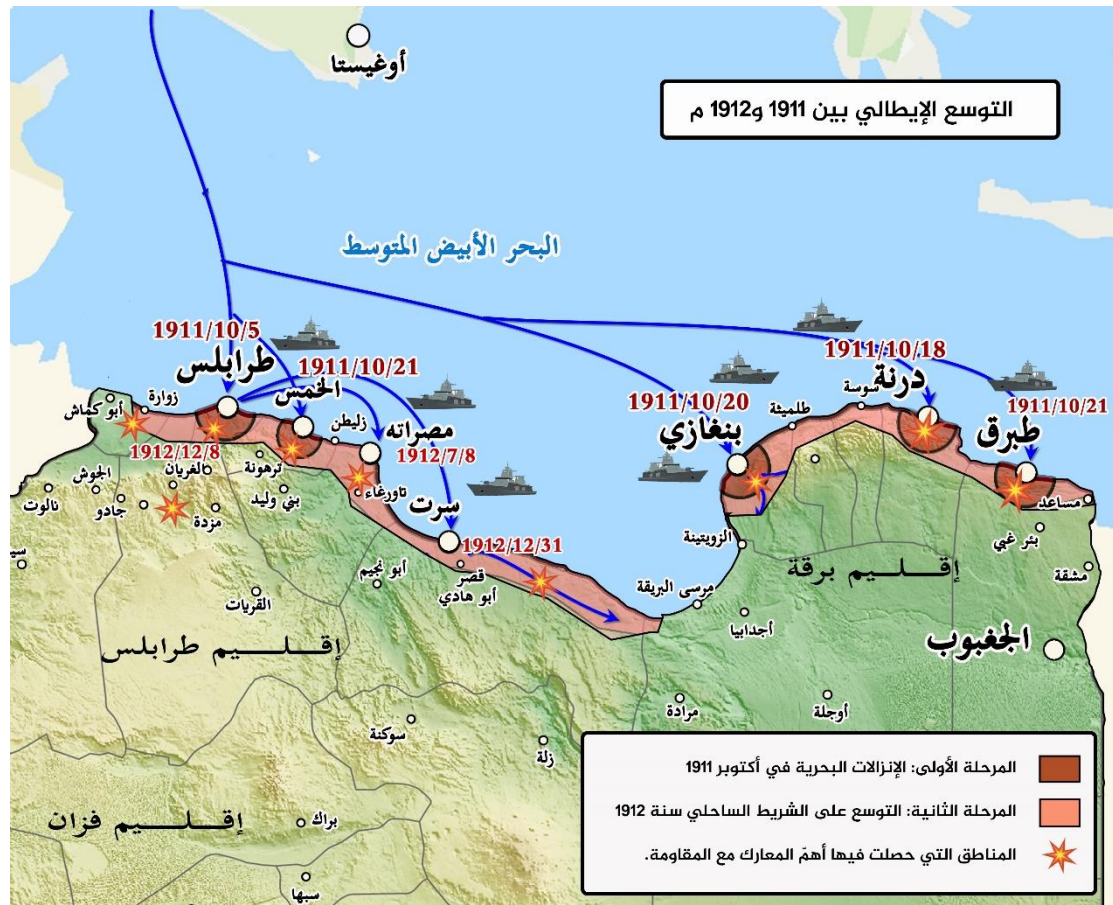 أوغيستا
التوسع الإيطالي بين 1911 و1912 م
البحر الأبيض المتوسط
1911/10/5
طرابلس
1911/10/21
الخمس
1911/10/18
درنة
سوسة
1911/10/20
بنغازي
طلميثة
1911/10/21
طبرق
أبو كماش
زوارة
زليطن
مصراته
1912/7/8
1912/12/8
الغريان
ترهونة
الجوش
نالوت
جادو
مزدة
بني وليد
تاورغاء
سرت
1912/12/31
قصر
أبو هادي
أبو نجيم
القريات
الزويتينة
مرسى البريقة
أجدابيا
إقليم برقة
مساعد
بئر غبي
مشقة
الجغبوب
إقليم طرابلس
سوكنة
زلة
مرادة
أوجلة
إقليم فزان
براك
سبها
المرحلة الأولى: الإنزالات البحرية في أكتوبر 1911
المرحلة الثانية: التوسع على الشريط الساحلي سنة 1912
المناطق التي حصلت فيها أهمّ المعارك مع المقاومة.